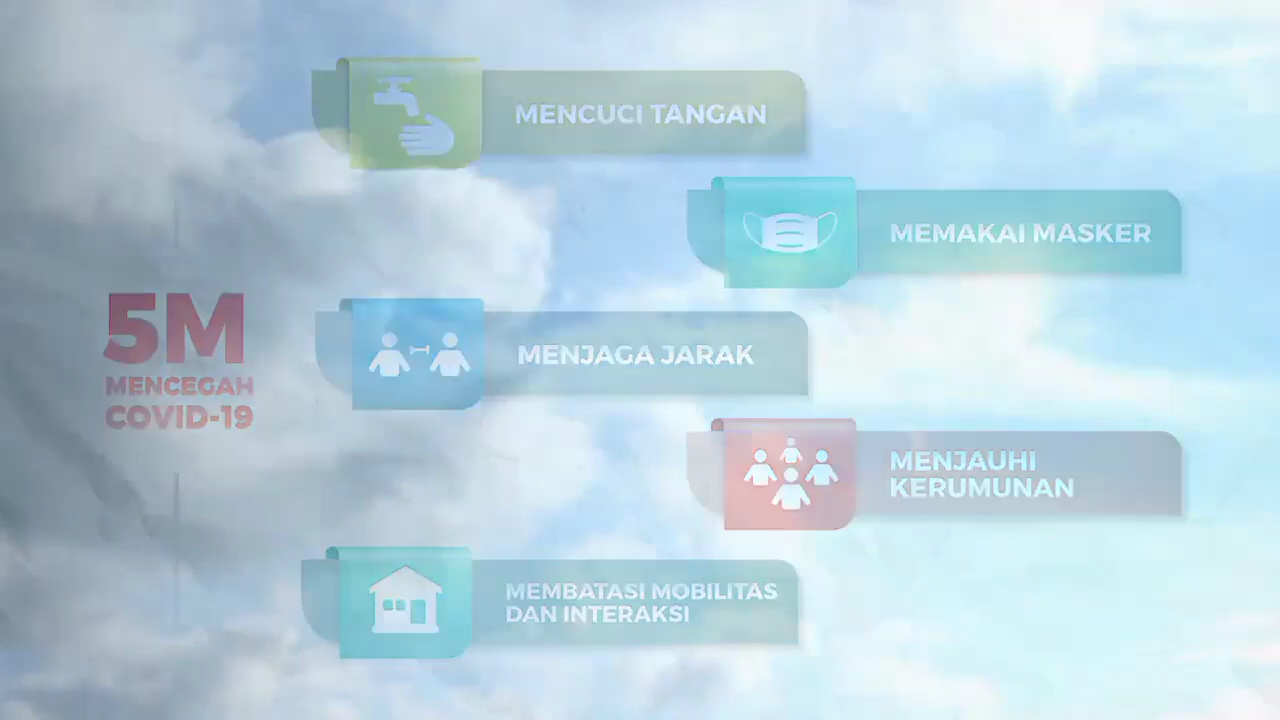 MENCUCI TANGAN
MEMAKAI MASKER
5M
MENCEGAH
COVID-19
MENJAGA JARAK
MENJAUHI
KERUMUNAN
MEMBATASI MOBILITAS
DAN INTERAKSI